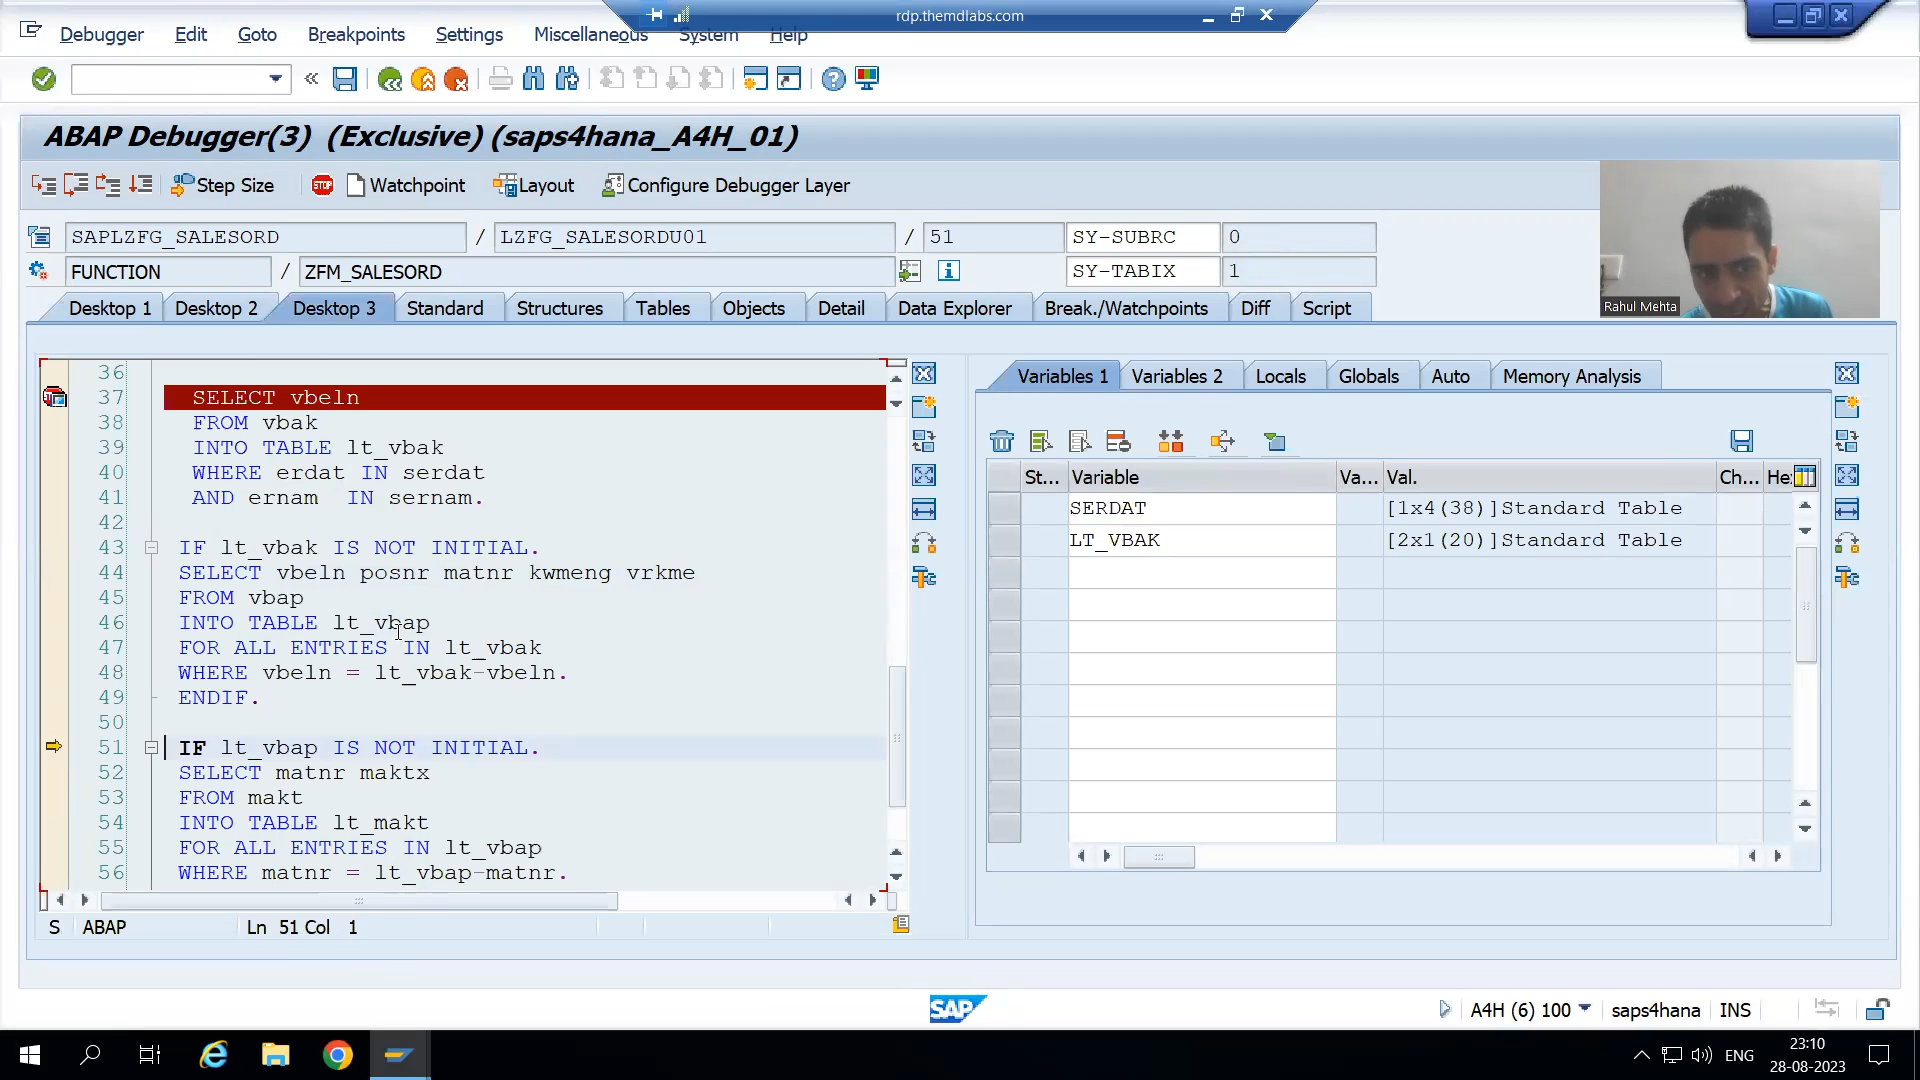 rdp.themdlabs.com
Debugger Edit Goto Breakpoints Settings Miscellaneous System Help
ABAP Debugger(3) (Exclusive) (saps4hana_A4H_01)
Step Size STOP Watchpoint Layout Configure Debugger Layer
SAPLZFG_SALESORD / LZFG_SALESORDU01 / 51 SY-SUBRC 0
FUNCTION / ZFM_SALESORD SY-TABIX 1
Rahul Mehta
Desktop 1 Desktop 2 Desktop 3 Standard Structures Tables Objects Detail Data Explorer Break./Watchpoints Diff Script
36
37 SELECT vbeln
38 FROM vbak
39 INTO TABLE lt_vbak
40 WHERE erdat IN serdat
41 AND ernam IN sernam.
42
43 IF lt_vbak IS NOT INITIAL.
44 SELECT vbeln posnr matnr kwmeng vrkme
45 FROM vbap
46 INTO TABLE lt_vbap
47 FOR ALL ENTRIES IN lt_vbak
48 WHERE vbeln = lt_vbak-vbeln.
49 ENDIF.
50
51 IF lt_vbap IS NOT INITIAL.
52 SELECT matnr maktx
53 FROM makt
54 INTO TABLE lt_makt
55 FOR ALL ENTRIES IN lt_vbap
56 WHERE matnr = lt_vbap-matnr.
S ABAP Ln 51 Col 1
Variables 1 Variables 2 Locals Globals Auto Memory Analysis
St... Variable Va... Val. Ch... He
SERDAT [1x4(38)]Standard Table
LT_VBAK [2x1(20)]Standard Table
SAP
A4H (6) 100 saps4hana INS
ENG
23:10
28-08-2023